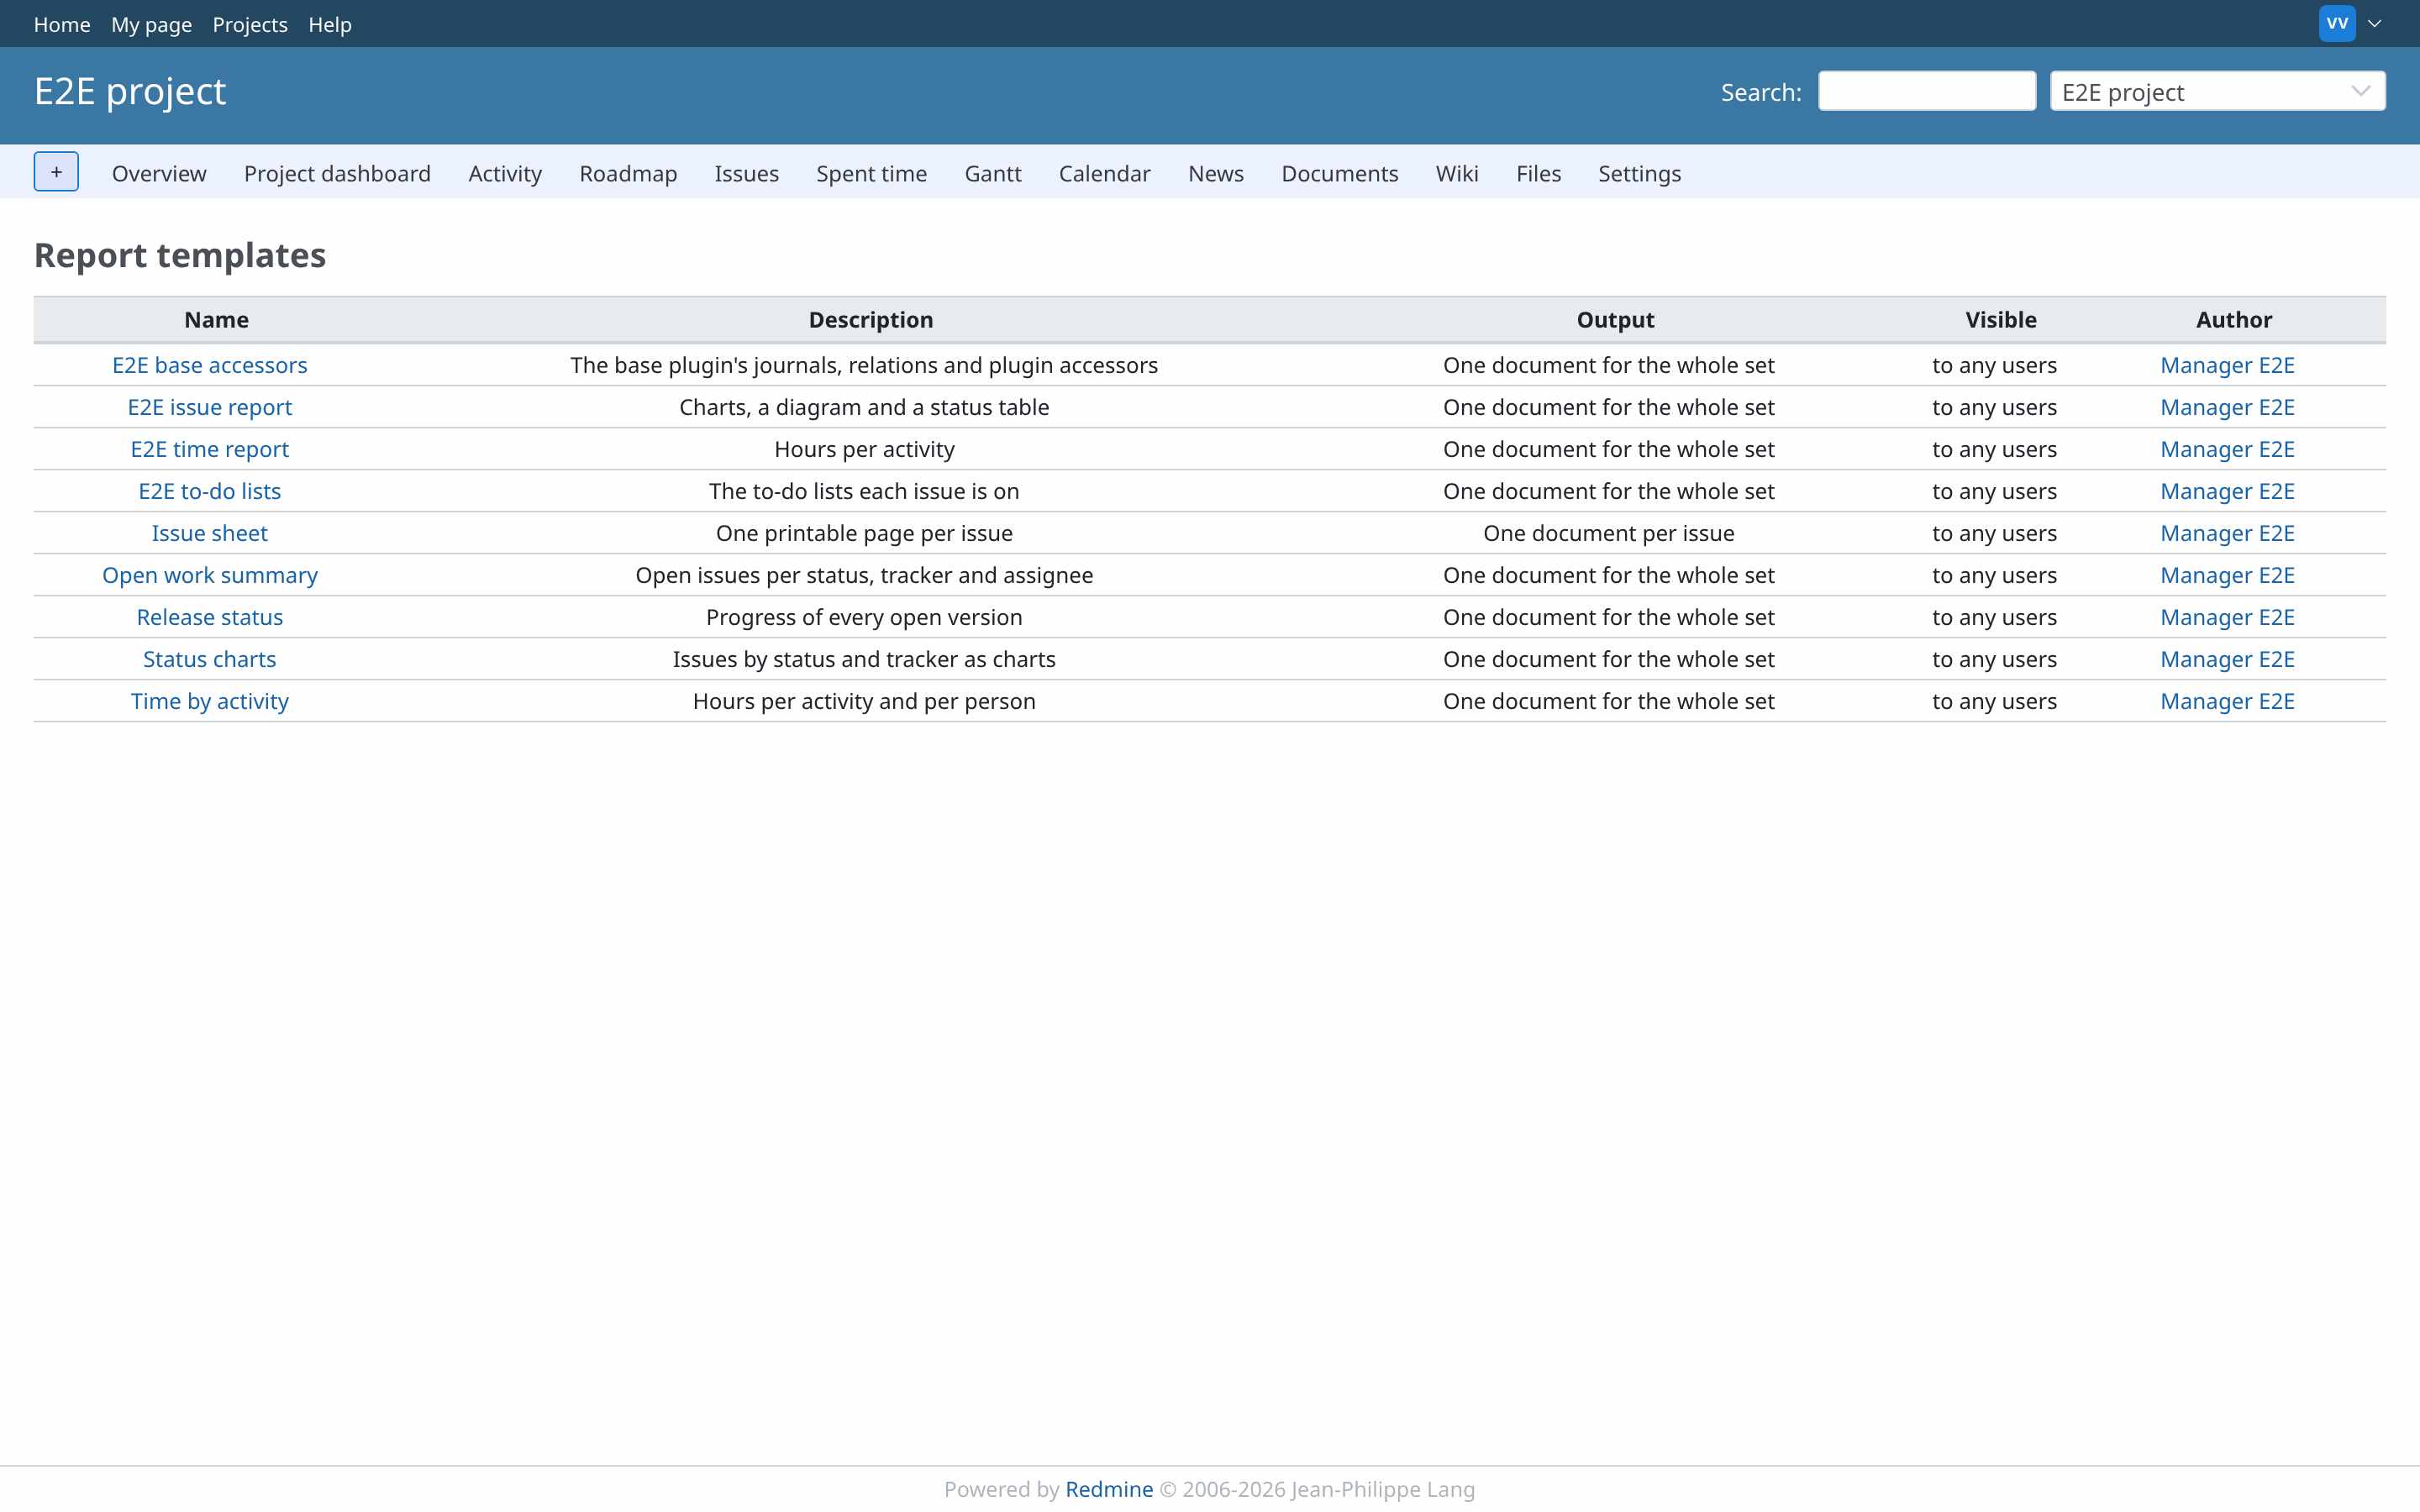 Home My page Projects Help VV
E2E project Search: E2E project
+ Overview Project dashboard Activity Roadmap Issues Spent time Gantt Calendar News Documents Wiki Files Settings
Report templates
Name Description Output Visible Author
E2E base accessors The base plugin's journals, relations and plugin accessors One document for the whole set to any users Manager E2E
E2E issue report Charts, a diagram and a status table One document for the whole set to any users Manager E2E
E2E time report Hours per activity One document for the whole set to any users Manager E2E
E2E to-do lists The to-do lists each issue is on One document for the whole set to any users Manager E2E
Issue sheet One printable page per issue One document per issue to any users Manager E2E
Open work summary Open issues per status, tracker and assignee One document for the whole set to any users Manager E2E
Release status Progress of every open version One document for the whole set to any users Manager E2E
Status charts Issues by status and tracker as charts One document for the whole set to any users Manager E2E
Time by activity Hours per activity and per person One document for the whole set to any users Manager E2E
Powered by Redmine © 2006-2026 Jean-Philippe Lang